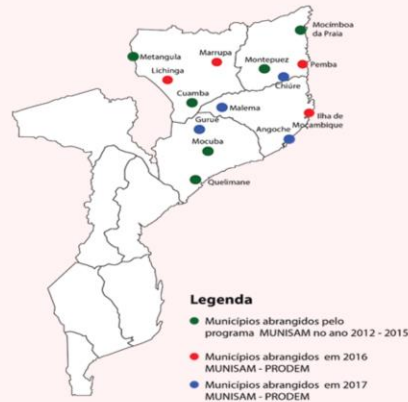 Mocímboa
da Praia
Metangula
Marrupa
Montepuez
Pemba
Lichinga
Chiúre
Cuamba
Malema
Ilha de
Moçambique
Gurué
Angoche
Mocuba
Quelimane
Legenda
Municípios abrangidos pelo
programa MUNISAM no ano 2012 - 2015
Municípios abrangidos em 2016
MUNISAM - PRODEM
Municípios abrangidos em 2017
MUNISAM - PRODEM